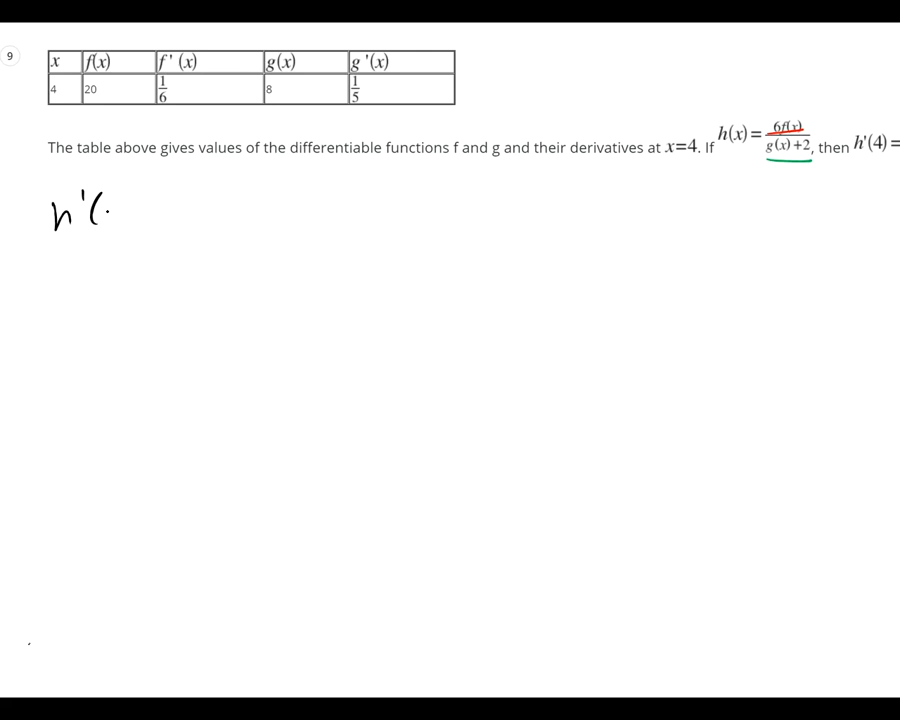 9
x f(x) f ' (x) g(x) g '(x)
4 20 1/6 8 1/5
The table above gives values of the differentiable functions f and g and their derivatives at x=4. If h(x)= 6f(x)/g(x)+2, then h'(4)=
h'(